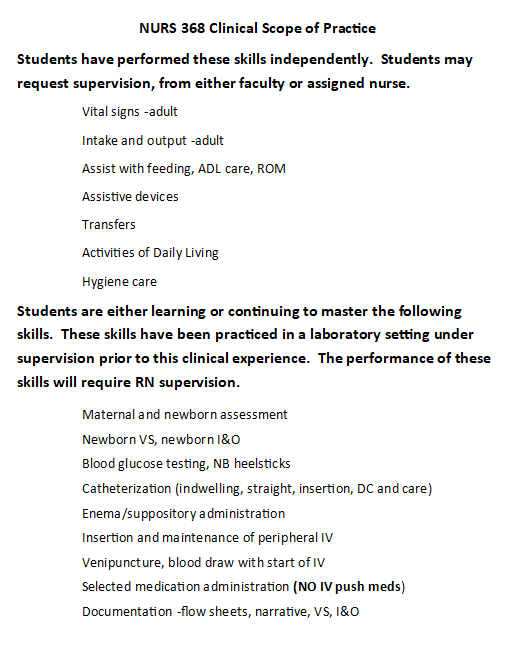 NURS 368 Clinical Scope of Practice
Students have performed these skills independently.  Students may
request supervision, from either faculty or assigned nurse.
Vital signs -adult
Intake and output -adult
Assist with feeding, ADL care, ROM
Assistive devices
Transfers
Activities of Daily Living
Hygiene care
Students are either learning or continuing to master the following
skills.  These skills have been practiced in a laboratory setting under
supervision prior to this clinical experience.  The performance of these
skills will require RN supervision.
Maternal and newborn assessment
Newborn VS, newborn I&O
Blood glucose testing, NB heelsticks
Catheterization (indwelling, straight, insertion, DC and care)
Enema/suppository administration
Insertion and maintenance of peripheral IV
Venipuncture, blood draw with start of IV
Selected medication administration (NO IV push meds)
Documentation -flow sheets, narrative, VS, I&O